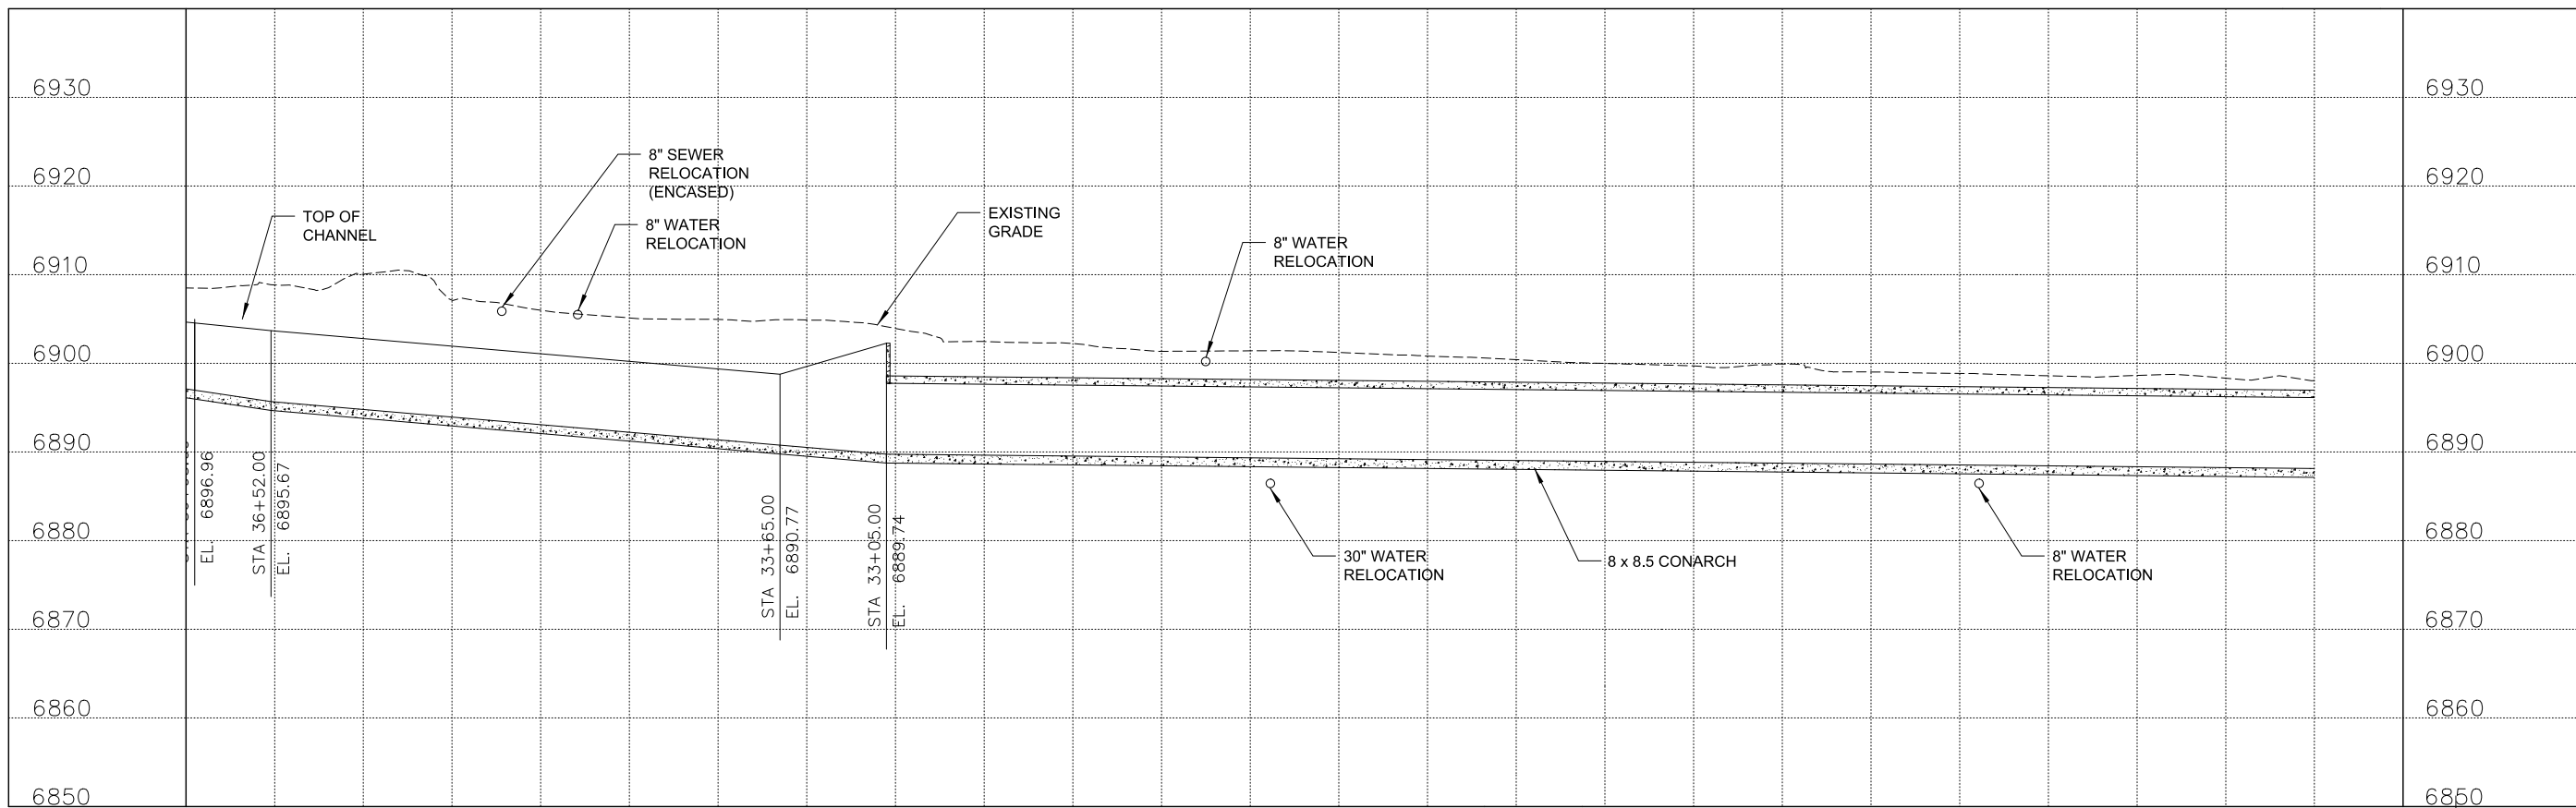 6930
6930
8" SEWER
RELOCATION
(ENCASED)
6920
6920
TOP OF
CHANNEL
8" WATER
RELOCATION
EXISTING
GRADE
8" WATER
RELOCATION
6910
6910
6900
6900
6890
6890
EL. 6896.96
STA 36+52.00
EL. 6895.67
STA 33+65.00
EL. 6890.77
STA 33+05.00
EL. 6889.74
6880
6880
30" WATER
RELOCATION
8 x 8.5 CONARCH
8" WATER
RELOCATION
6870
6870
6860
6860
6850
6850